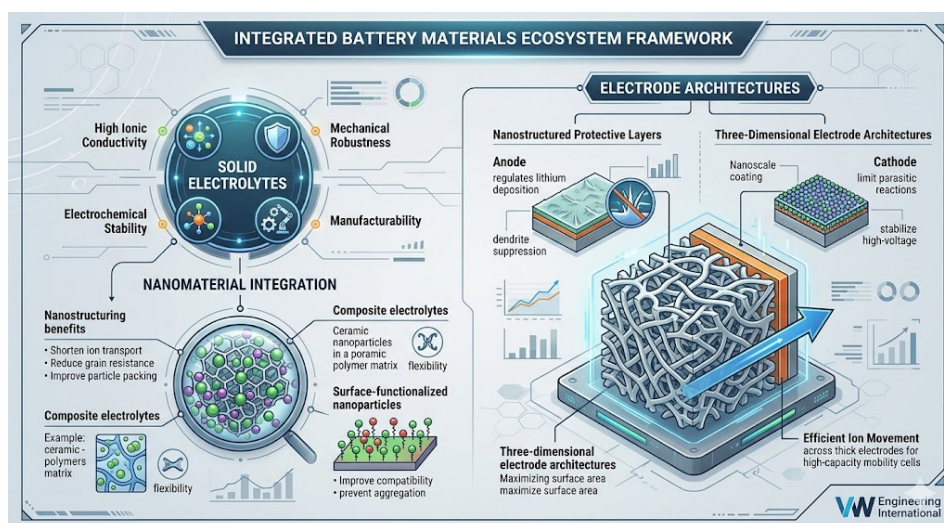 INTEGRATED BATTERY MATERIALS ECOSYSTEM FRAMEWORK
High Ionic
Conductivity
Mechanical
Robustness
SOLID
ELECTROLYTES
Electrochemical
Stability
Manufacturability
NANOMATERIAL INTEGRATION
Nanostructuring
benefits
• Shorten ion transport
• Reduce grain resistance
• Improve particle packing
Composite electrolytes
Ceramic
nanoparticles
in a poramic
polymer matrix
flexibility
Composite electrolytes
Example:
ceramic -
polymers
matrix
flexibility
Surface-functionalized
nanoparticles
• Improve compatibility
• prevent aggregation
ELECTRODE ARCHITECTURES
Nanostructured Protective Layers
Anode
regulates lithium
deposition
dendrite
suppression
Three-Dimensional Electrode Architectures
Nanoscale
coating
Cathode
limit parasitic
reactions
stabilize
high-voltage
Three-dimensional
electrode architectures
Maximizing surface area
maximize surface area
Efficient Ion Movement
across thick electrodes for
high-capacity mobility cells
VW Engineering
International